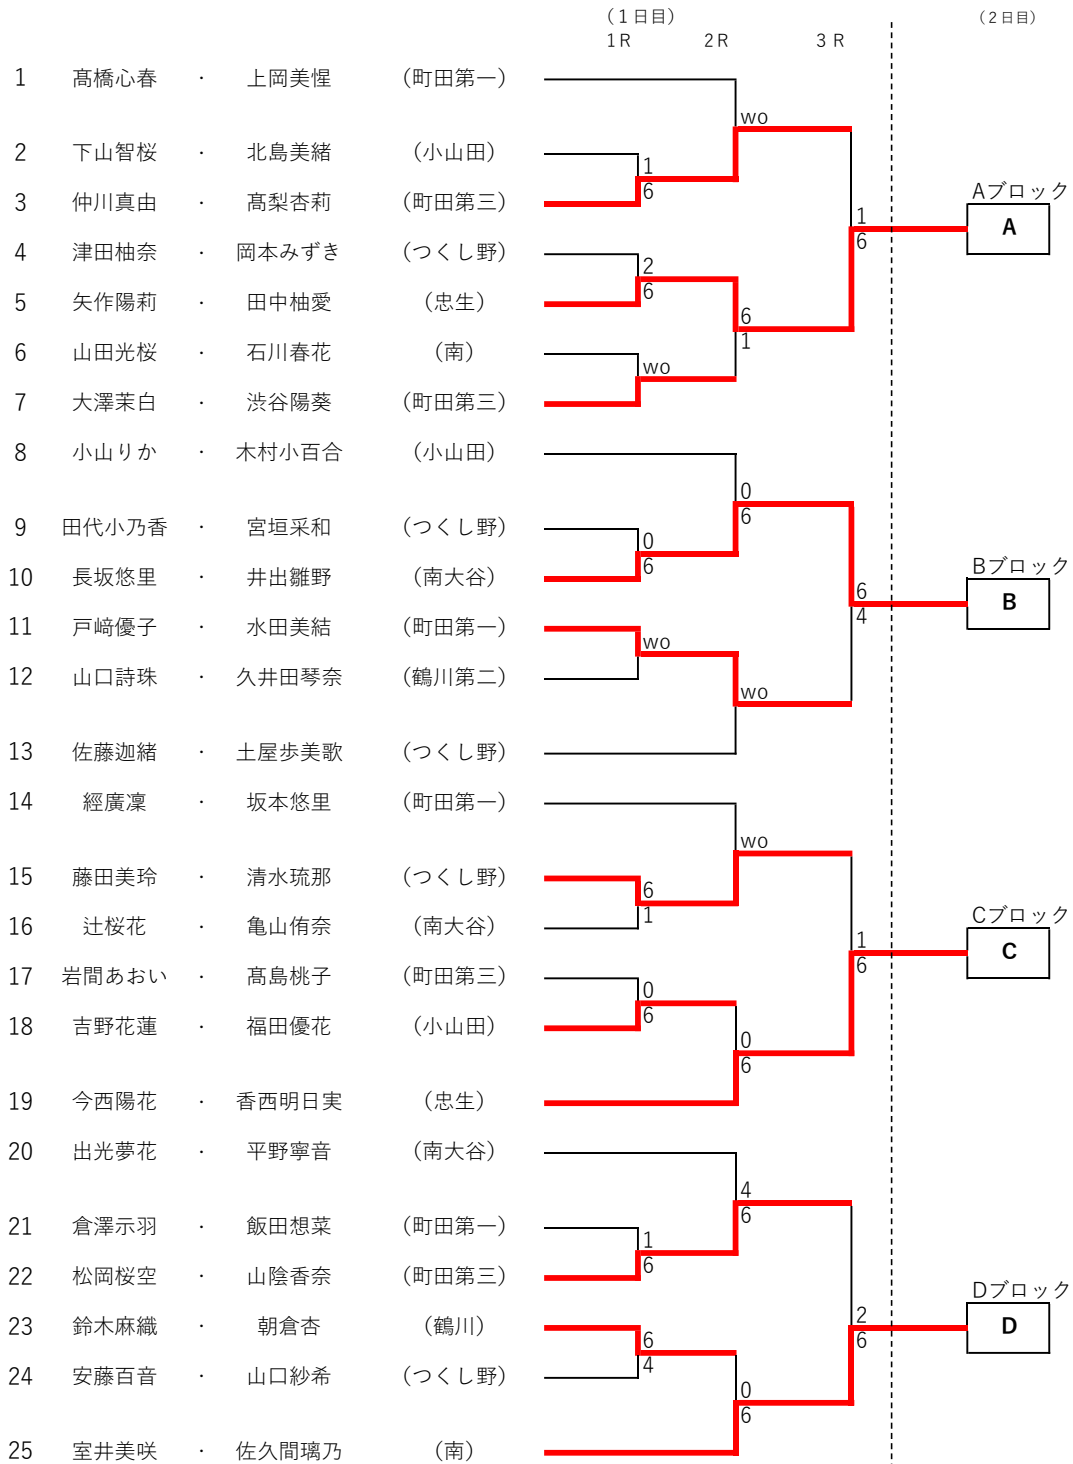 （1日目） （2日目）
1R 2R 3 R
1 髙橋心春 ・ 上岡美惺 （町田第一）
wo
2 下山智桜 ・ 北島美緒 （小山田）
1
6
Aブロック
3 仲川真由 ・ 髙梨杏莉 （町田第三）
1
A
6
4 津田柚奈 ・ 岡本みずき （つくし野）
2
6
5 矢作陽莉 ・ 田中柚愛 （忠生）
6
1
6 山田光桜 ・ 石川春花 （南）
wo
7 大澤茉白 ・ 渋谷陽葵 （町田第三）
8 小山りか ・ 木村小百合 （小山田）
0
6
9 田代小乃香 ・ 宮垣采和 （つくし野）
0
6
Bブロック
10 長坂悠里 ・ 井出雛野 （南大谷）
6
B
4
11 戸﨑優子 ・ 水田美結 （町田第一）
wo
12 山口詩珠 ・ 久井田琴奈 （鶴川第二）
wo
13 佐藤迦緒 ・ 土屋歩美歌 （つくし野）
14 經廣凜 ・ 坂本悠里 （町田第一）
wo
15 藤田美玲 ・ 清水琉那 （つくし野）
6
1
Cブロック
16 辻桜花 ・ 亀山侑奈 （南大谷）
1
C
6
17 岩間あおい ・ 髙島桃子 （町田第三）
0
6
18 吉野花蓮 ・ 福田優花 （小山田）
0
6
19 今西陽花 ・ 香西明日実 （忠生）
20 出光夢花 ・ 平野寧音 （南大谷）
4
6
21 倉澤示羽 ・ 飯田想菜 （町田第一）
1
6
22 松岡桜空 ・ 山陰香奈 （町田第三）
Dブロック
2
D
6
23 鈴木麻織 ・ 朝倉杏 （鶴川）
6
4
24 安藤百音 ・ 山口紗希 （つくし野）
0
6
25 室井美咲 ・ 佐久間璃乃 （南）